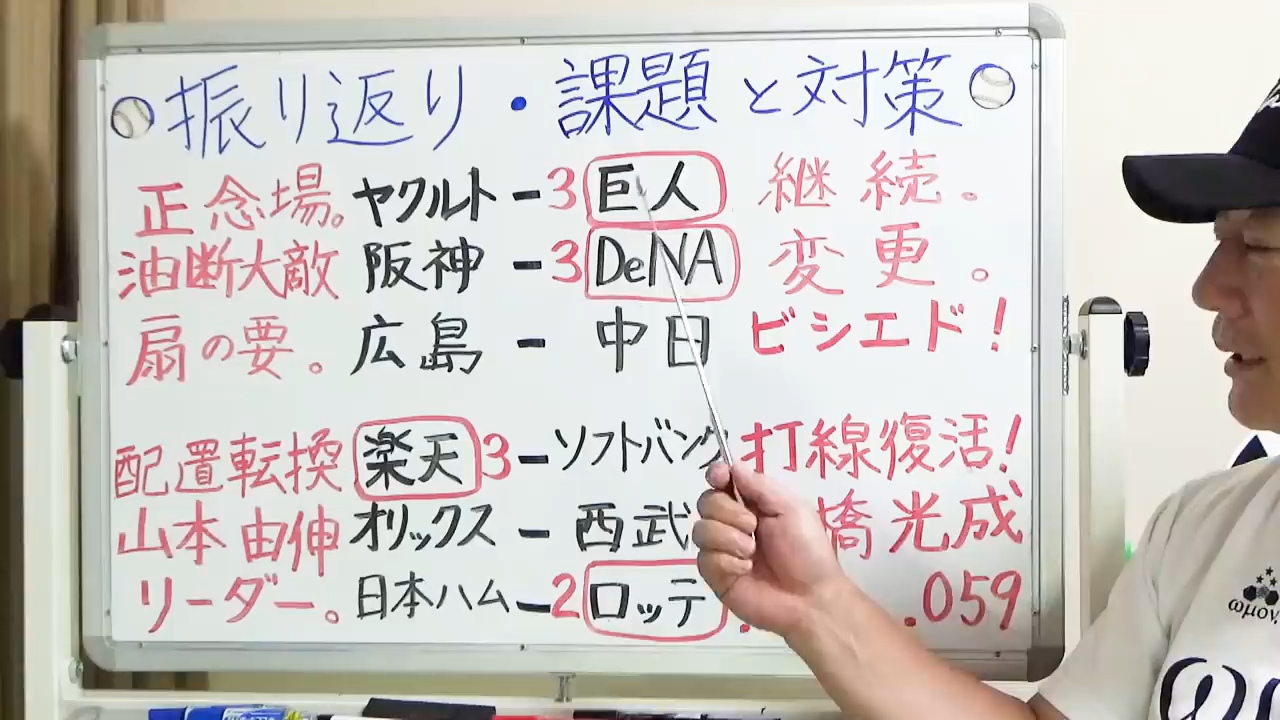 振り返り・課題と対策
正念場。ヤクルト-3巨人 継続。
油断大敵 阪神-3DeNA 変更。
扇の要。広島-中日 ビシエド!
配置転換 楽天3-ソフトバンク 打線復活!
山本由伸 オリックス-西武 橋光成
リーダー。日本ハム-2ロッテ .059
ωμον